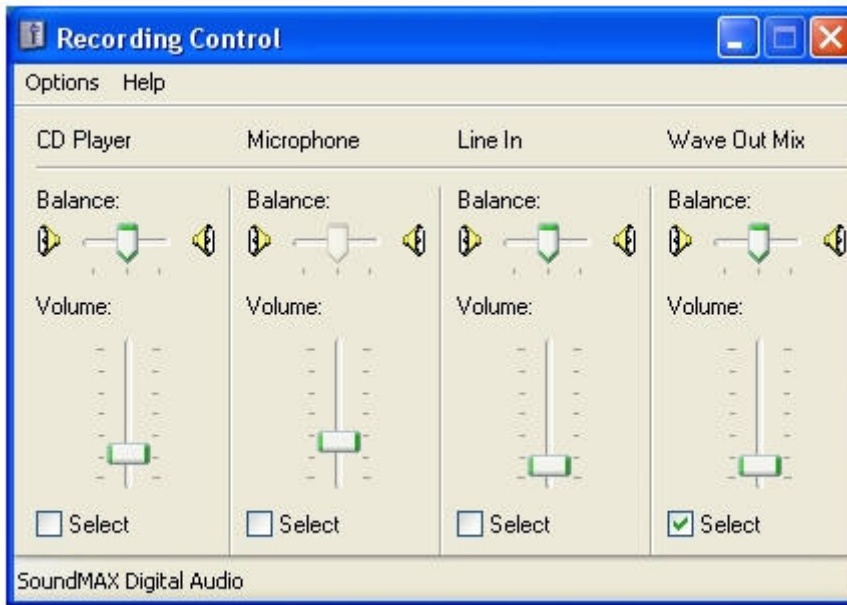 Recording Control
Options Help
CD Player Microphone Line In Wave Out Mix
Balance: Balance: Balance: Balance:
Volume: Volume: Volume: Volume:
Select Select Select Select
SoundMAX Digital Audio